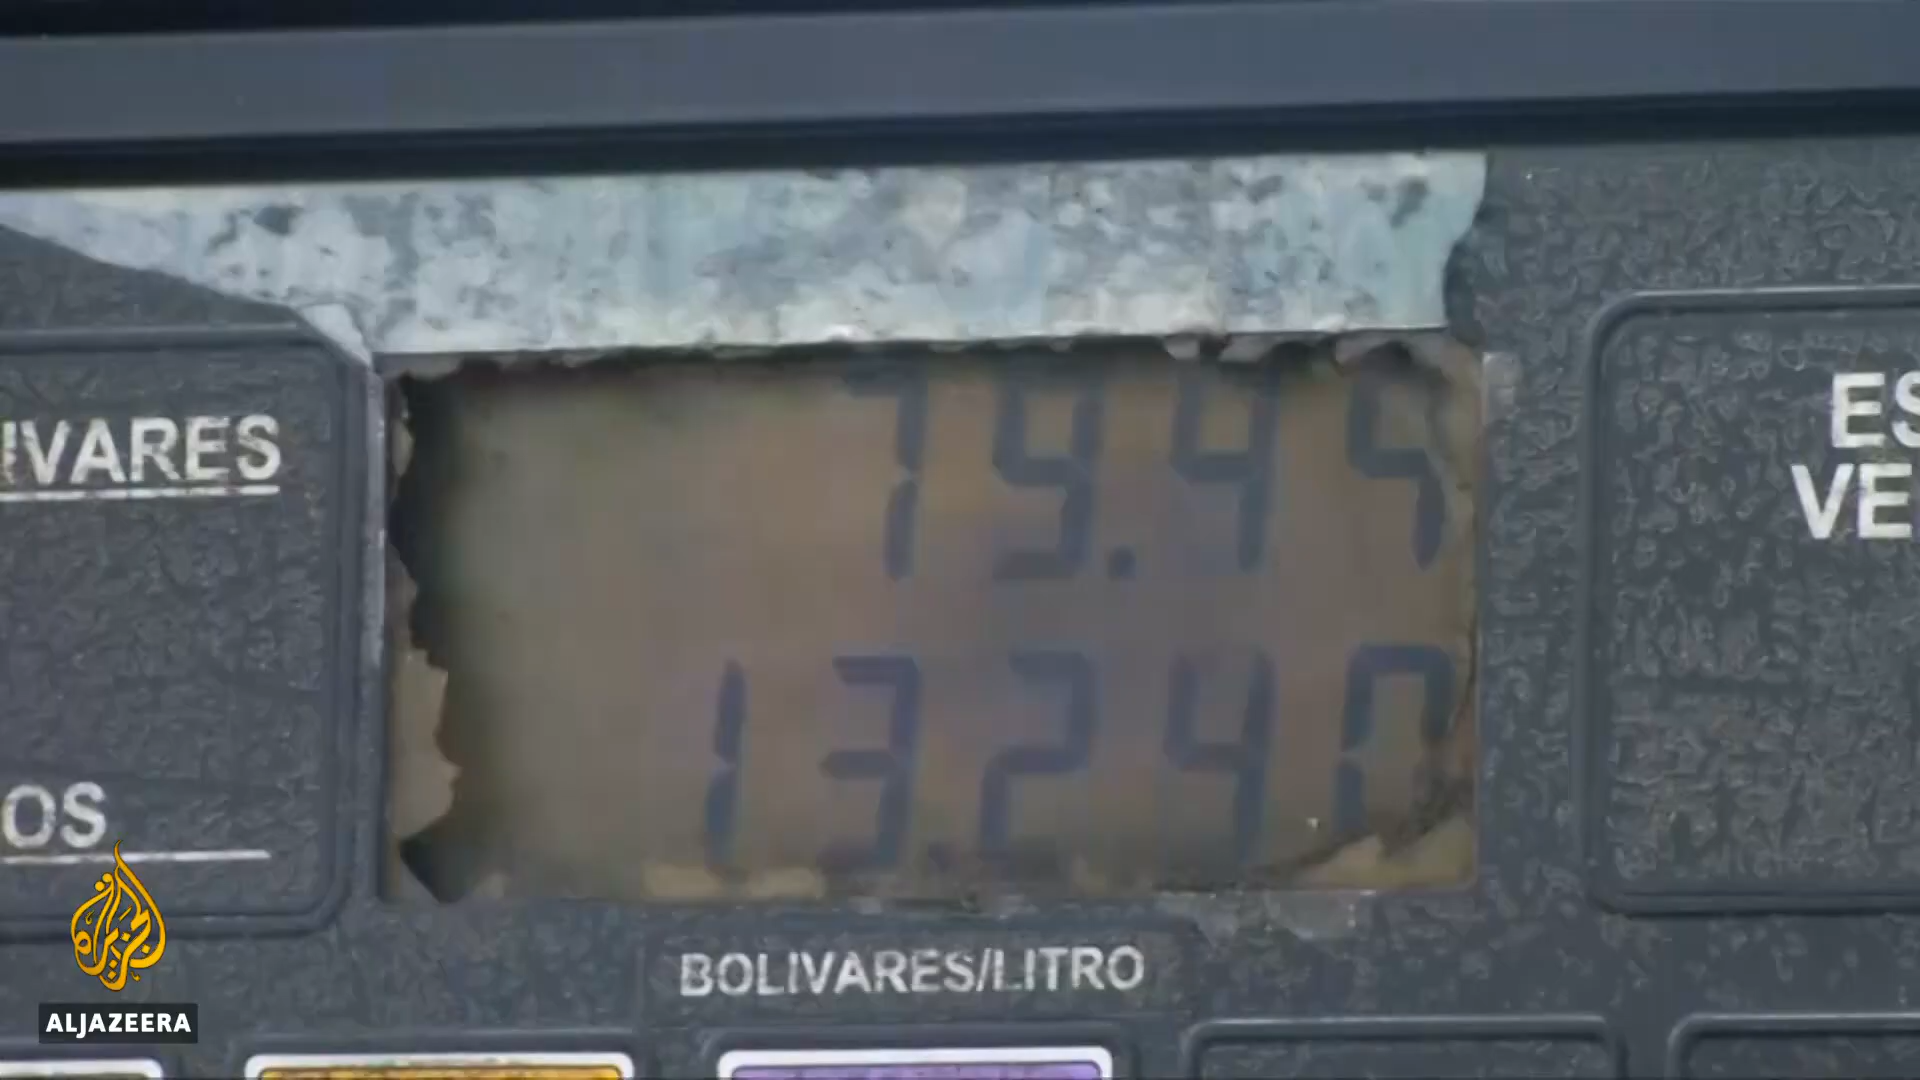 IVARES
79.45
ES
VE
13.240
OS
BOLIVARES/LITRO
ALJAZEERA